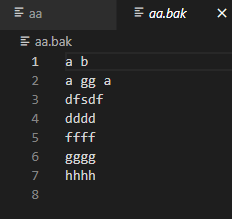 aa aa.bak ×
aa.bak
1 a b
2 a gg a
3 dfsdf
4 dddd
5 ffff
6 gggg
7 hhhh
8